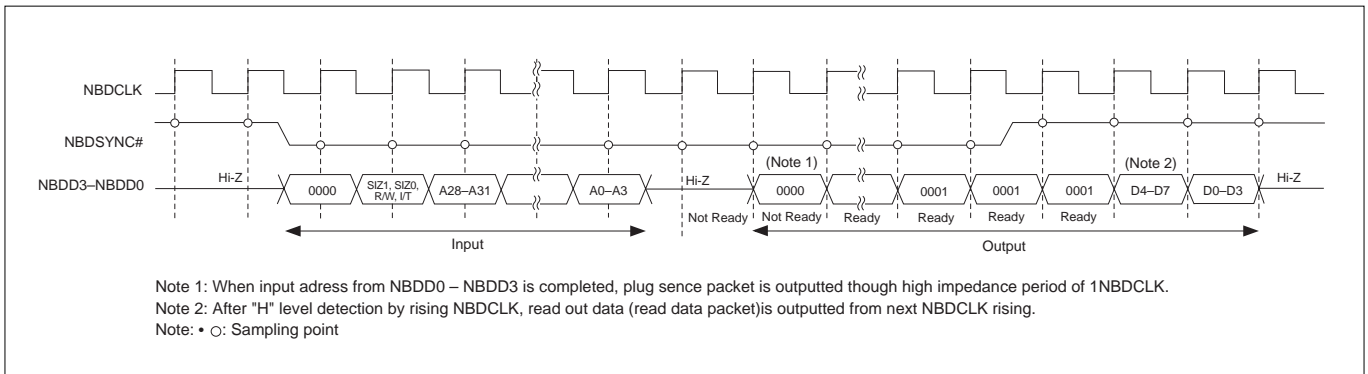 NBDCLK
NBDSYNC#
(Note 1) (Note 2)
NBDD3–NBDD0 Hi-Z 0000 SIZ1, SIZ0, R/W, I/T A28–A31 A0–A3 Hi-Z 0000 0001 0001 0001 D4–D7 D0–D3 Hi-Z
Not Ready Not Ready Ready Ready Ready Ready
Input Output
Note 1: When input adress from NBDD0 – NBDD3 is completed, plug sence packet is outputted though high impedance period of 1NBDCLK.
Note 2: After "H" level detection by rising NBDCLK, read out data (read data packet)is outputted from next NBDCLK rising.
Note: • ○: Sampling point